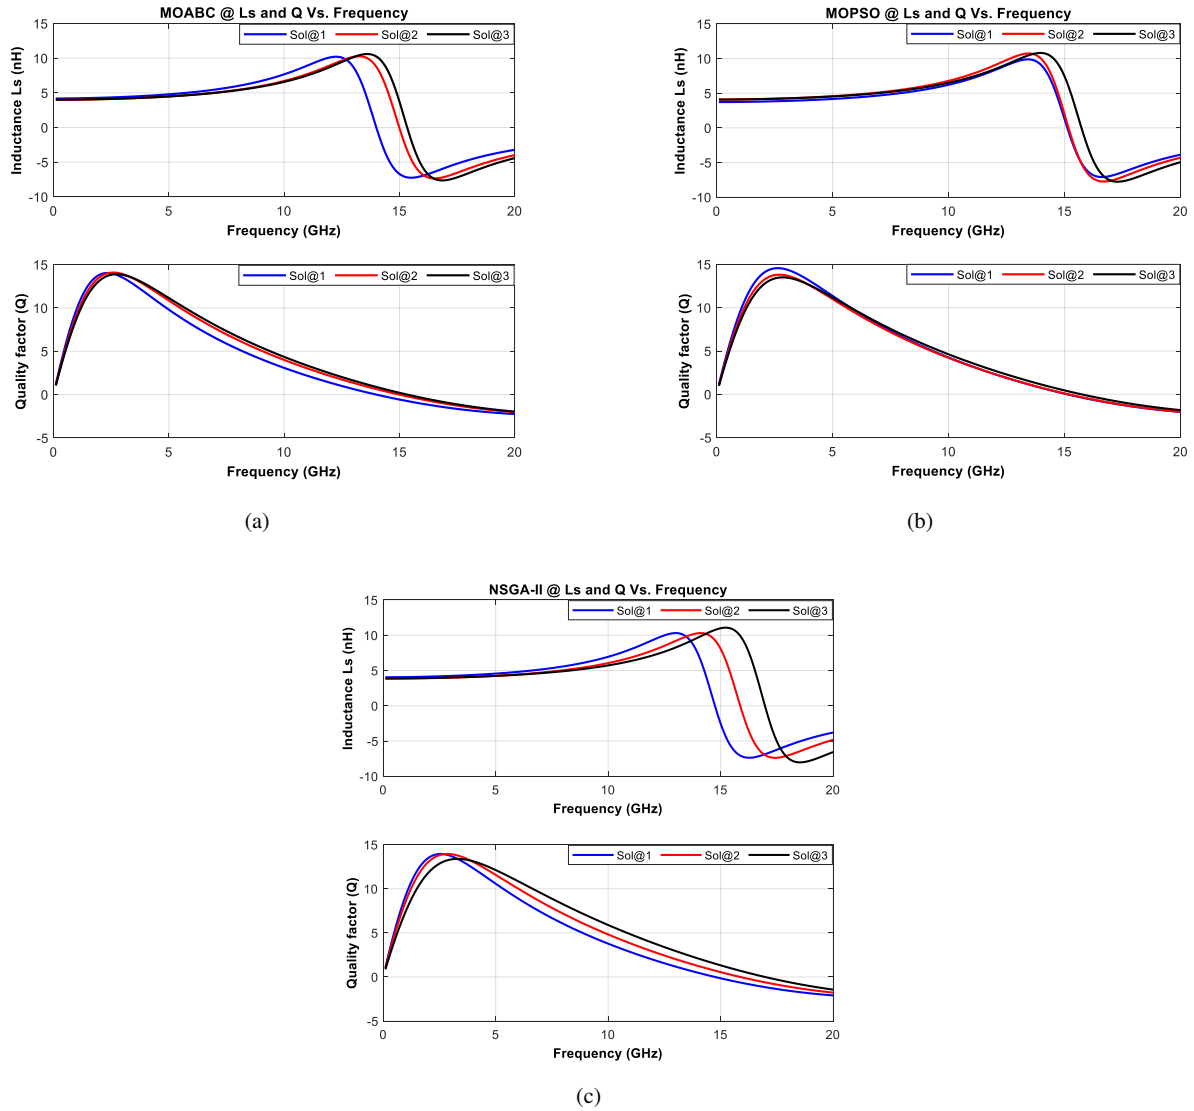 MOABC @ Ls and Q Vs. Frequency
Sol@1 Sol@2 Sol@3
Inductance Ls (nH)
15
10
5
0
-5
-10
0 5 10 15 20
Frequency (GHz)
Sol@1 Sol@2 Sol@3
Quality factor (Q)
15
10
5
0
-5
0 5 10 15 20
Frequency (GHz)
(a)
MOPSO @ Ls and Q Vs. Frequency
Sol@1 Sol@2 Sol@3
Inductance Ls (nH)
15
10
5
0
-5
-10
0 5 10 15 20
Frequency (GHz)
Sol@1 Sol@2 Sol@3
Quality factor (Q)
15
10
5
0
-5
0 5 10 15 20
Frequency (GHz)
(b)
NSGA-II @ Ls and Q Vs. Frequency
Sol@1 Sol@2 Sol@3
Inductance Ls (nH)
15
10
5
0
-5
-10
0 5 10 15 20
Frequency (GHz)
Sol@1 Sol@2 Sol@3
Quality factor (Q)
15
10
5
0
-5
0 5 10 15 20
Frequency (GHz)
(c)